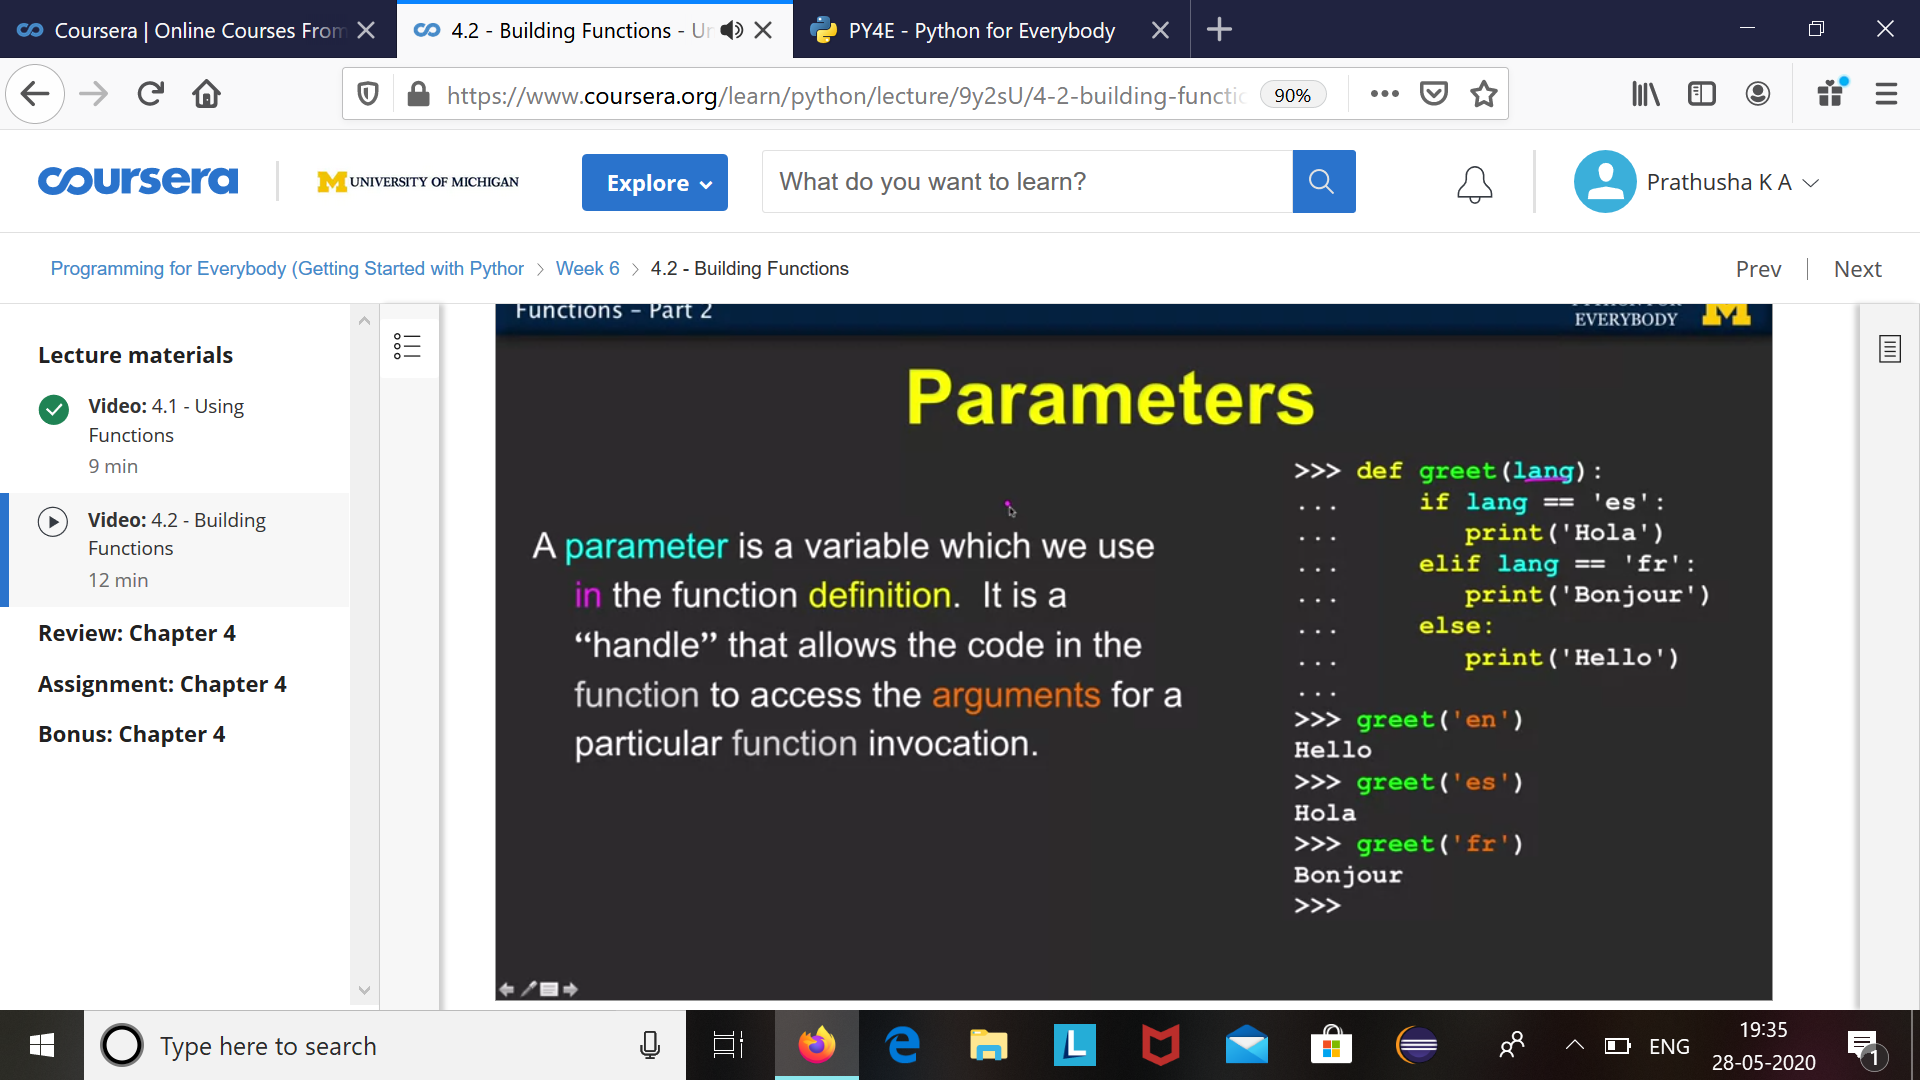 Coursera | Online Courses From
4.2 - Building Functions - Un
PY4E - Python for Everybody
https://www.coursera.org/learn/python/lecture/9y2sU/4-2-building-functio
90%
coursera
M UNIVERSITY OF MICHIGAN
Explore
What do you want to learn?
Prathusha K A
Programming for Everybody (Getting Started with Python
Week 6
4.2 - Building Functions
Prev
Next
Lecture materials
Video: 4.1 - Using
Functions
9 min
Video: 4.2 - Building
Functions
12 min
Review: Chapter 4
Assignment: Chapter 4
Bonus: Chapter 4
Functions - Part 2
EVERYBODY
M
Parameters
A parameter is a variable which we use
in the function definition.  It is a
“handle” that allows the code in the
function to access the arguments for a
particular function invocation.
>>> def greet(lang):
...     if lang == 'es':
...        print('Hola')
...     elif lang == 'fr':
...        print('Bonjour')
...     else:
...        print('Hello')
...
>>> greet('en')
Hello
>>> greet('es')
Hola
>>> greet('fr')
Bonjour
>>>
Type here to search
L
ENG
19:35
28-05-2020
1